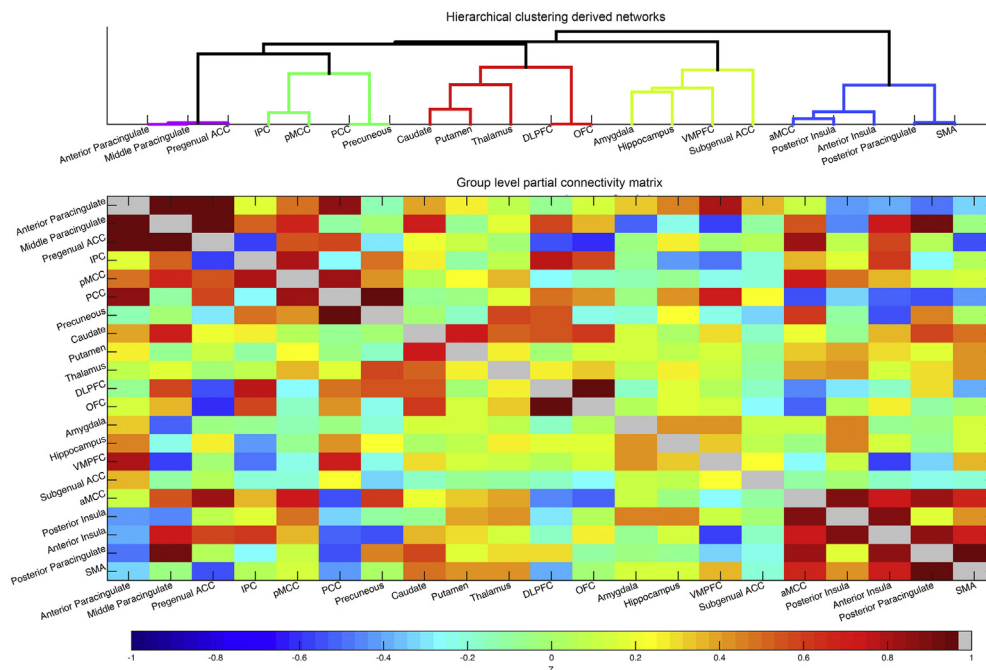 Hierarchical clustering derived networks
Anterior Paracingulate
Middle Paracingulate
Pregenual ACC
IPC
pMCC
PCC
Precuneous
Caudate
Putamen
Thalamus
DLPFC
OFC
Amygdala
Hippocampus
VMPFC
Subgenual ACC
aMCC
Posterior Insula
Anterior Insula
Posterior Paracingulate
SMA
Group level partial connectivity matrix
Anterior Paracingulate
Middle Paracingulate
Pregenual ACC
IPC
pMCC
PCC
Precuneous
Caudate
Putamen
Thalamus
DLPFC
OFC
Amygdala
Hippocampus
VMPFC
Subgenual ACC
aMCC
Posterior Insula
Anterior Insula
Posterior Paracingulate
SMA
Anterior Paracingulate
Middle Paracingulate
Pregenual ACC
IPC
pMCC
PCC
Precuneous
Caudate
Putamen
Thalamus
DLPFC
OFC
Amygdala
Hippocampus
VMPFC
Subgenual ACC
aMCC
Posterior Insula
Anterior Insula
Posterior Paracingulate
SMA
-1 -0.8 -0.6 -0.4 -0.2 0 0.2 0.4 0.6 0.8 1